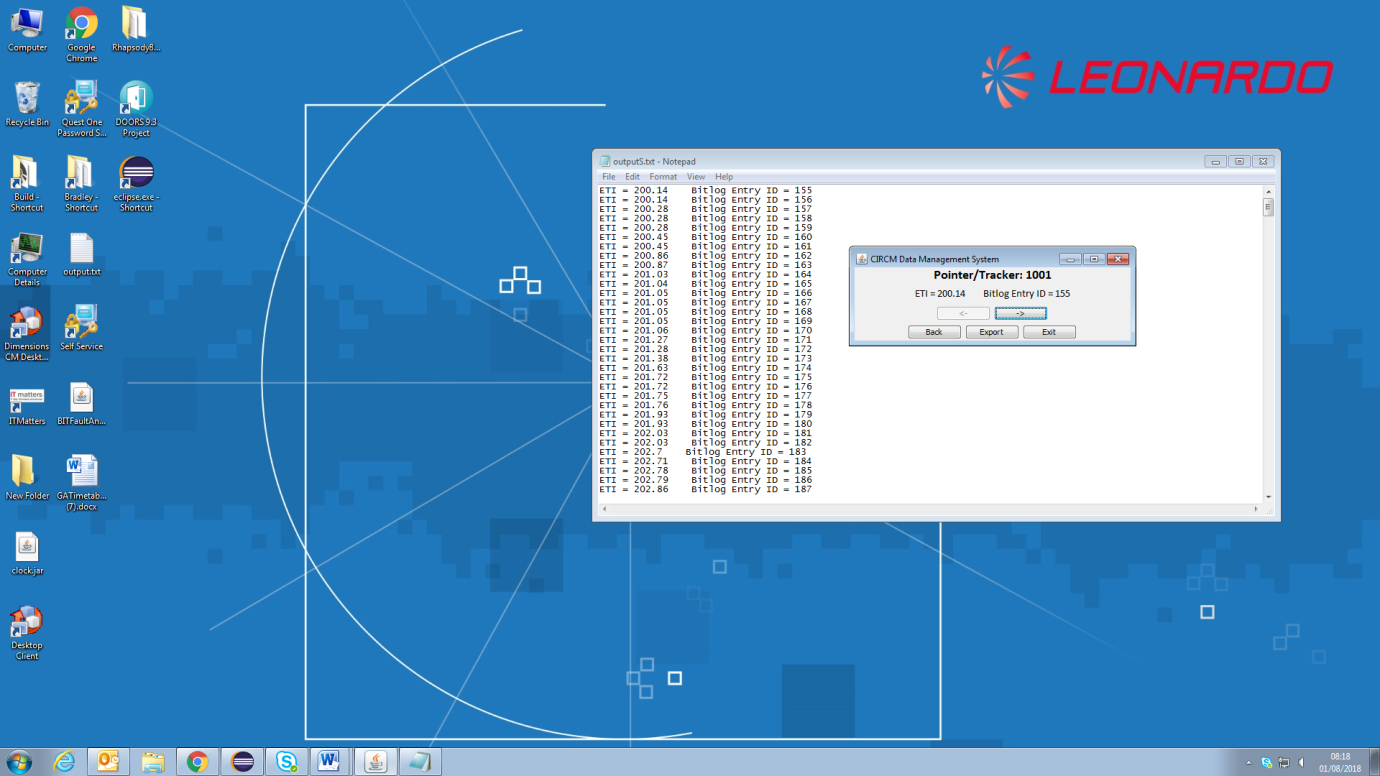 Computer
Google
Chrome
Rhapsody8...
LEONARDO
Recycle Bin
Quest One
Password S...
DOORS 9.3
Project
Build -
Shortcut
Bradley -
Shortcut
eclipse.exe -
Shortcut
Computer
Details
output.txt
Dimensions
CM Deskt...
Self Service
IT matters
ITMatters
BITFaultAn...
New Folder
GATimetab...
(7).docx
clock.jar
Desktop
Client
outputS.txt - Notepad
File Edit Format View Help
ETI = 200.14 Bitlog Entry ID = 155
ETI = 200.14 Bitlog Entry ID = 156
ETI = 200.28 Bitlog Entry ID = 157
ETI = 200.28 Bitlog Entry ID = 158
ETI = 200.28 Bitlog Entry ID = 159
ETI = 200.45 Bitlog Entry ID = 160
ETI = 200.45 Bitlog Entry ID = 161
ETI = 200.86 Bitlog Entry ID = 162
ETI = 200.87 Bitlog Entry ID = 163
ETI = 201.03 Bitlog Entry ID = 164
ETI = 201.04 Bitlog Entry ID = 165
ETI = 201.05 Bitlog Entry ID = 166
ETI = 201.05 Bitlog Entry ID = 167
ETI = 201.05 Bitlog Entry ID = 168
ETI = 201.05 Bitlog Entry ID = 169
ETI = 201.06 Bitlog Entry ID = 170
ETI = 201.27 Bitlog Entry ID = 171
ETI = 201.28 Bitlog Entry ID = 172
ETI = 201.38 Bitlog Entry ID = 173
ETI = 201.63 Bitlog Entry ID = 174
ETI = 201.72 Bitlog Entry ID = 175
ETI = 201.72 Bitlog Entry ID = 176
ETI = 201.75 Bitlog Entry ID = 177
ETI = 201.76 Bitlog Entry ID = 178
ETI = 201.93 Bitlog Entry ID = 179
ETI = 201.93 Bitlog Entry ID = 180
ETI = 202.03 Bitlog Entry ID = 181
ETI = 202.03 Bitlog Entry ID = 182
ETI = 202.7 Bitlog Entry ID = 183
ETI = 202.71 Bitlog Entry ID = 184
ETI = 202.78 Bitlog Entry ID = 185
ETI = 202.79 Bitlog Entry ID = 186
ETI = 202.86 Bitlog Entry ID = 187
CIRCM Data Management System
Pointer/Tracker: 1001
ETI = 200.14 Bitlog Entry ID = 155
<- ->
Back Export Exit
08:18
01/08/2018